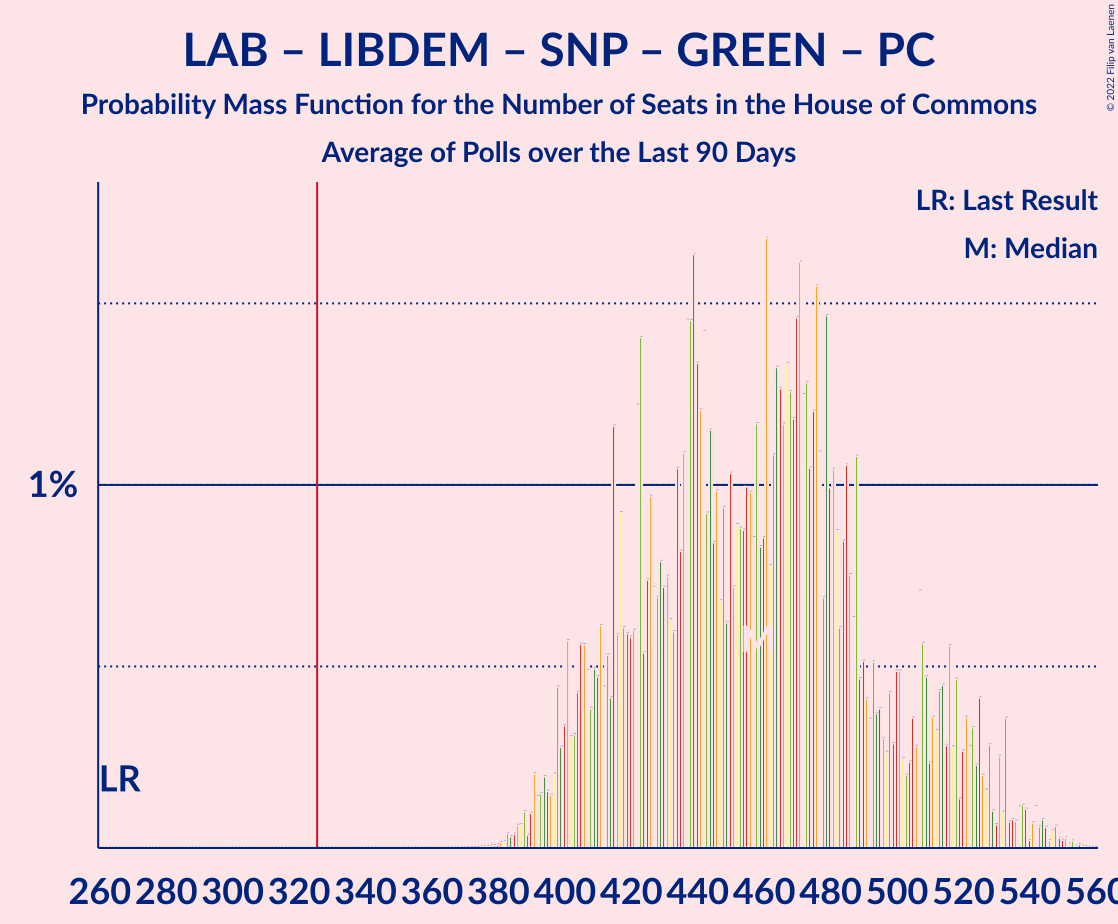 LAB – LIBDEM – SNP – GREEN – PC
Probability Mass Function for the Number of Seats in the House of Commons
Average of Polls over the Last 90 Days
© 2022 Filip van Laenen
LR: Last Result
M: Median
1%
LR
M
260 280 300 320 340 360 380 400 420 440 460 480 500 520 540 560